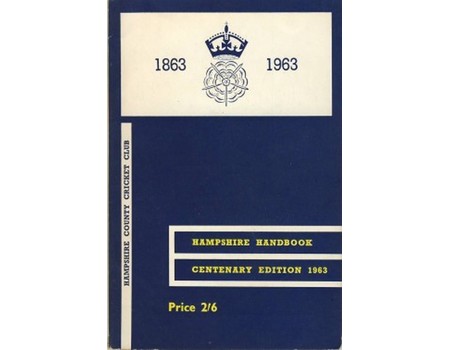 1863 1963
HAMPSHIRE COUNTY CRICKET CLUB
HAMPSHIRE HANDBOOK
CENTENARY EDITION 1963
Price 2/6